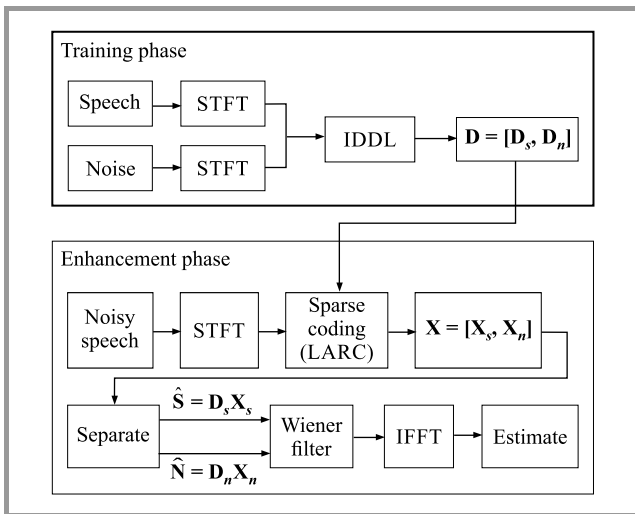 Training phase
Speech
STFT
Noise
STFT
IDDL
D = [Dₛ, Dₙ]
Enhancement phase
Noisy
speech
STFT
Sparse
coding
(LARC)
X = [Xₛ, Xₙ]
Separate
Ŝ = DₛXₛ
N̂ = DₙXₙ
Wiener
filter
IFFT
Estimate